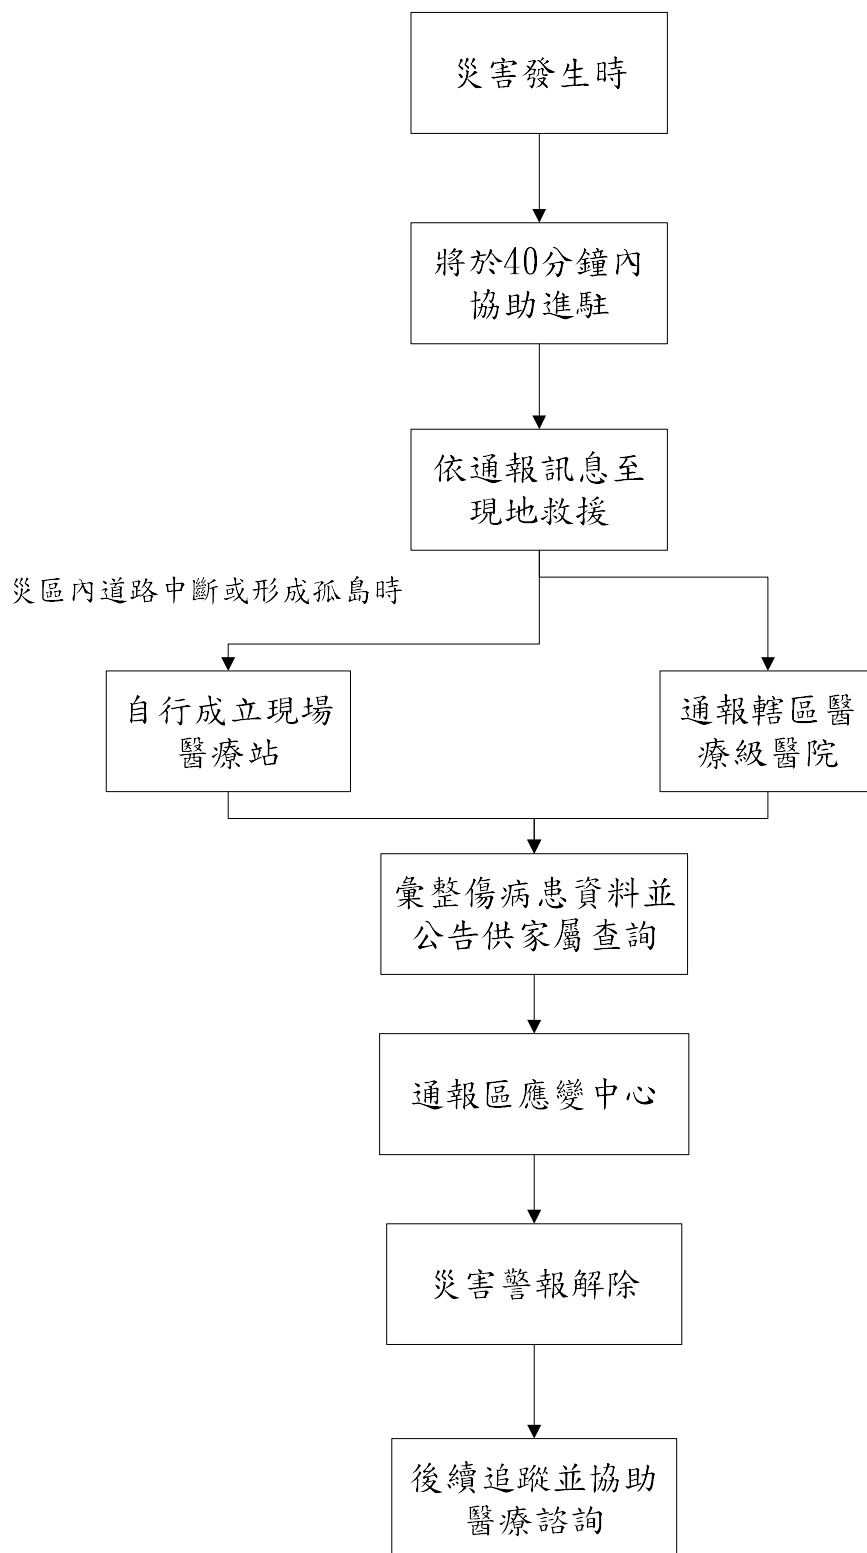 災害發生時
將於40分鐘內
協助進駐
依通報訊息至
現地救援
災區內道路中斷或形成孤島時
自行成立現場
醫療站
通報轄區醫
療級醫院
彙整傷病患資料並
公告供家屬查詢
通報區應變中心
災害警報解除
後續追蹤並協助
醫療諮詢